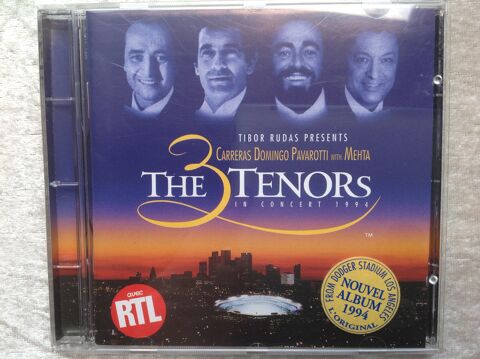 TIBOR RUDAS PRESENTS
CARRERAS DOMINGO PAVAROTTI WITH MEHTA
THE 3 TENORS
IN CONCERT 1994
TM
avec
RTL
FROM DODGER STADIUM LOS ANGELES
NOUVEL
ALBUM
1994
L'ORIGINAL